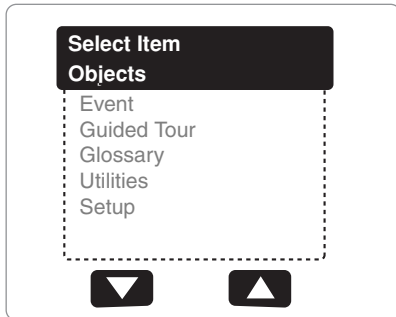 Select Item
Objects
Event
Guided Tour
Glossary
Utilities
Setup